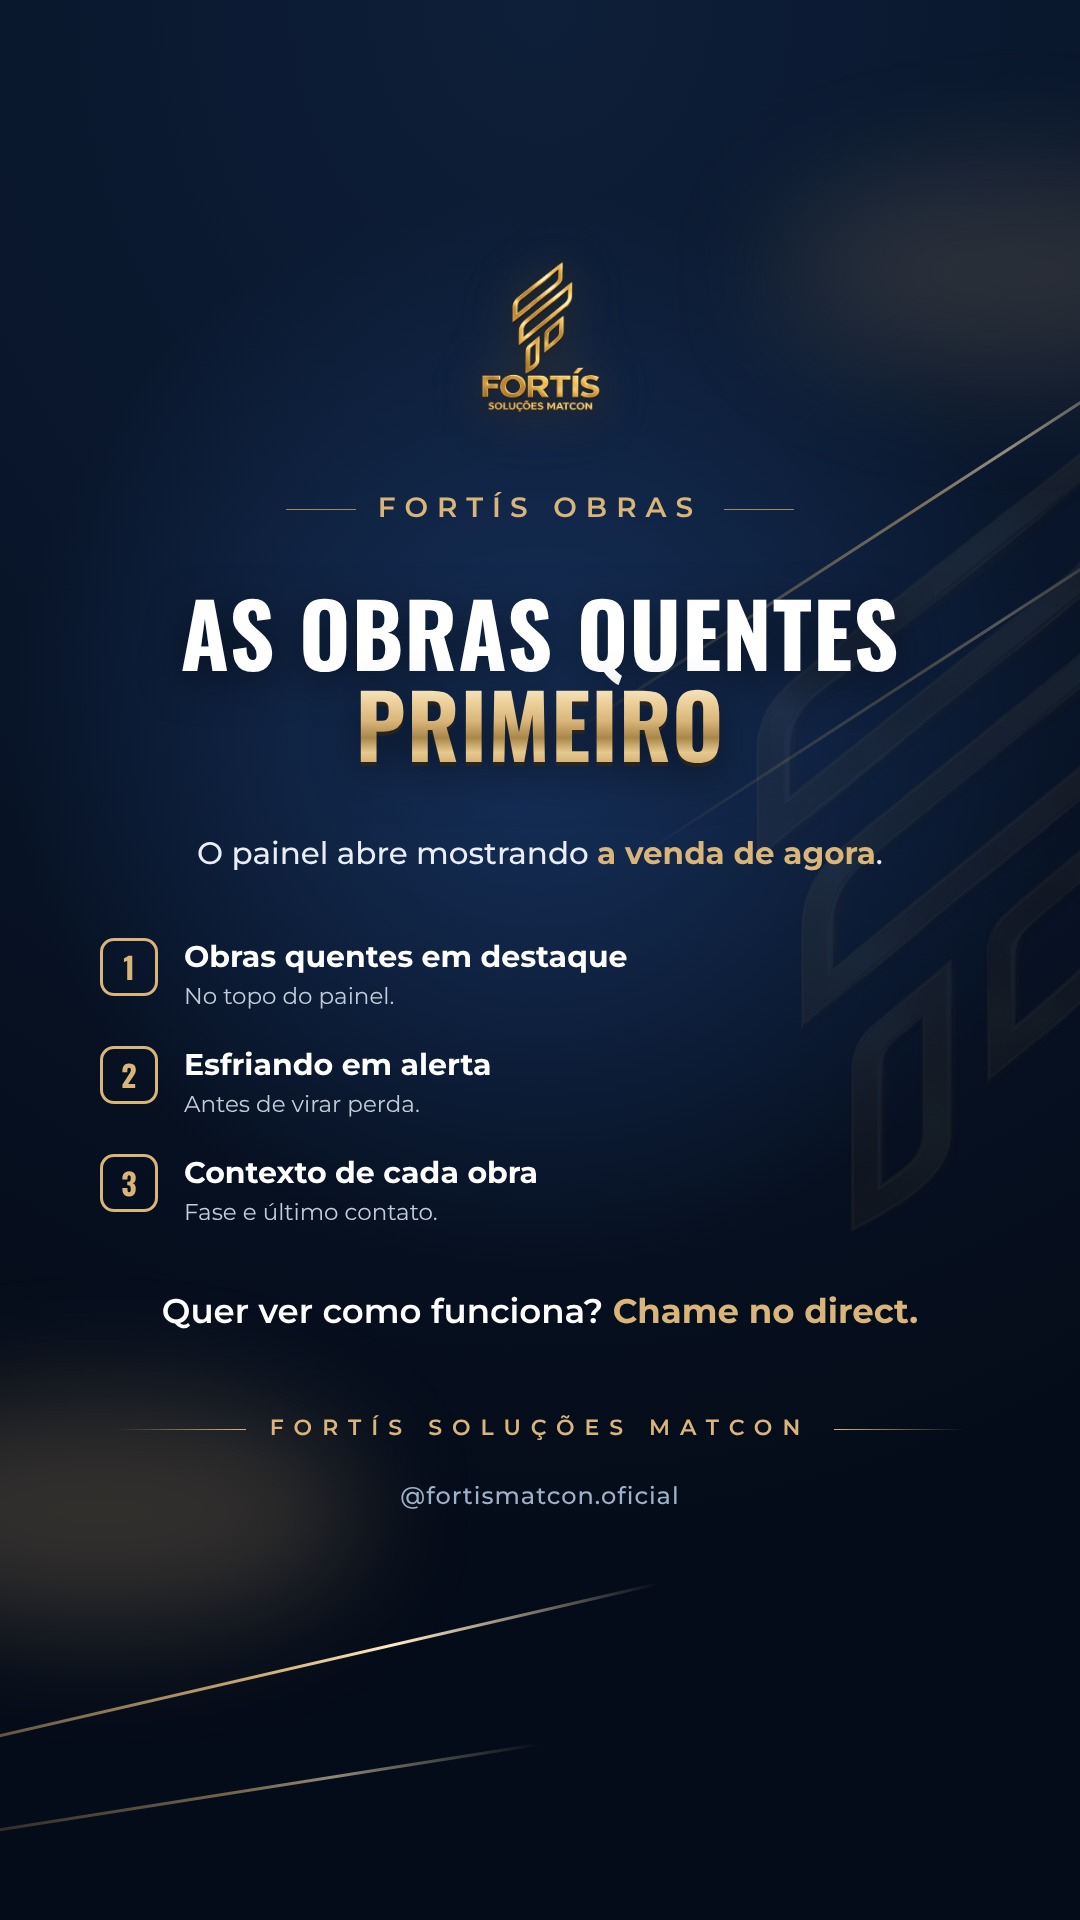 FORTÍS
SOLUÇÕES MATCON
FORTÍS OBRAS
AS OBRAS QUENTES
PRIMEIRO
O painel abre mostrando a venda de agora.
1
Obras quentes em destaque
No topo do painel.
2
Esfriando em alerta
Antes de virar perda.
3
Contexto de cada obra
Fase e último contato.
Quer ver como funciona? Chame no direct.
FORTÍS SOLUÇÕES MATCON
@fortismatcon.oficial